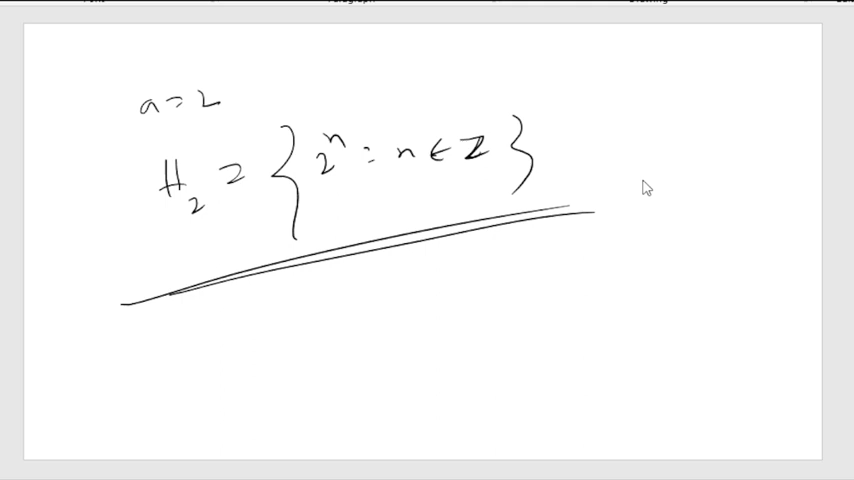 a = 2
H₂ = { 2ⁿ : n ∈ ℤ }